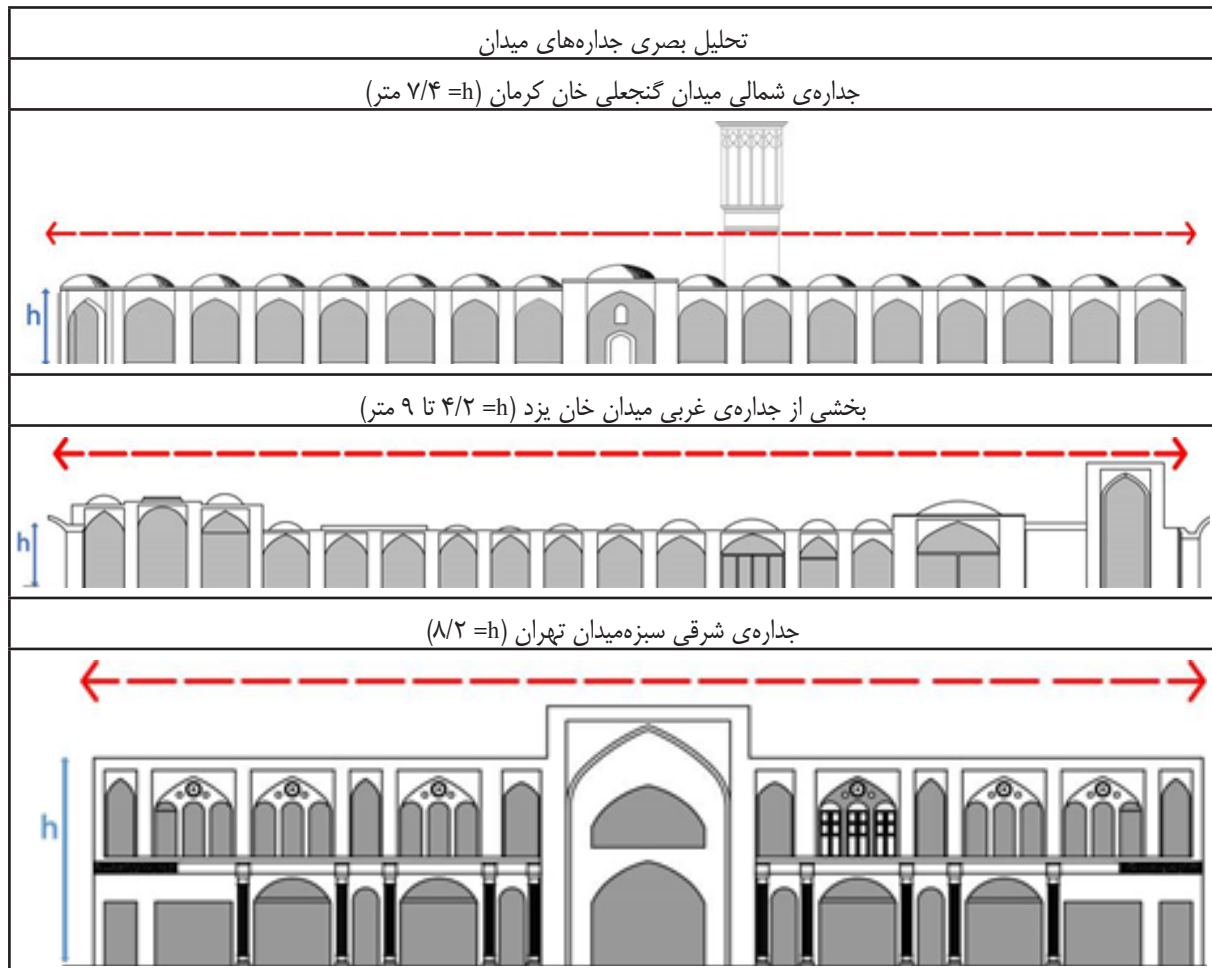 تحلیل بصری جداره‌های میدان
جداره‌ی شمالی میدان گنجعلی خان کرمان (h= ۷/۴ متر)
h
بخشی از جداره‌ی غربی میدان خان یزد (h= ۴/۲ تا ۹ متر)
h
جداره‌ی شرقی سبزه‌میدان تهران (h= ۸/۲)
h